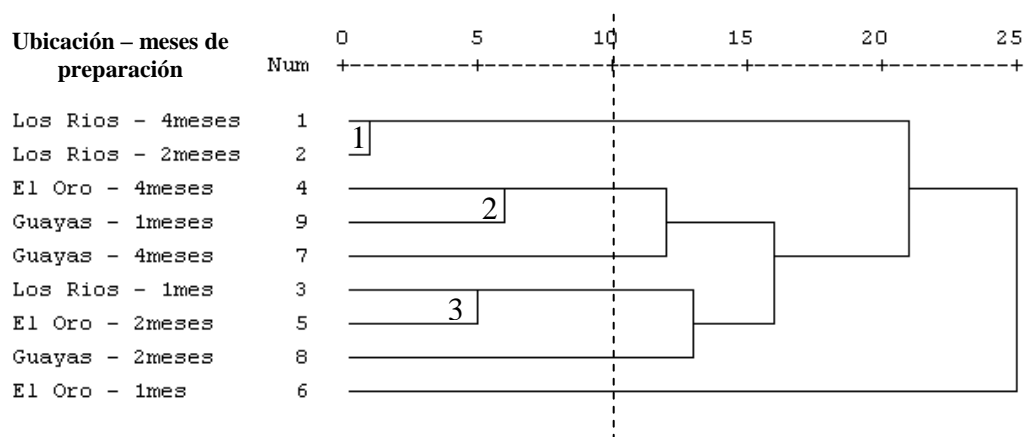 Ubicación – meses de
preparación
0 5 10 15 20 25
Num +---------+---------+---------+---------+---------+
Los Rios - 4meses 1
1
Los Rios - 2meses 2
El Oro - 4meses 4
2
Guayas - 1meses 9
Guayas - 4meses 7
Los Rios - 1mes 3
3
El Oro - 2meses 5
Guayas - 2meses 8
El Oro - 1mes 6